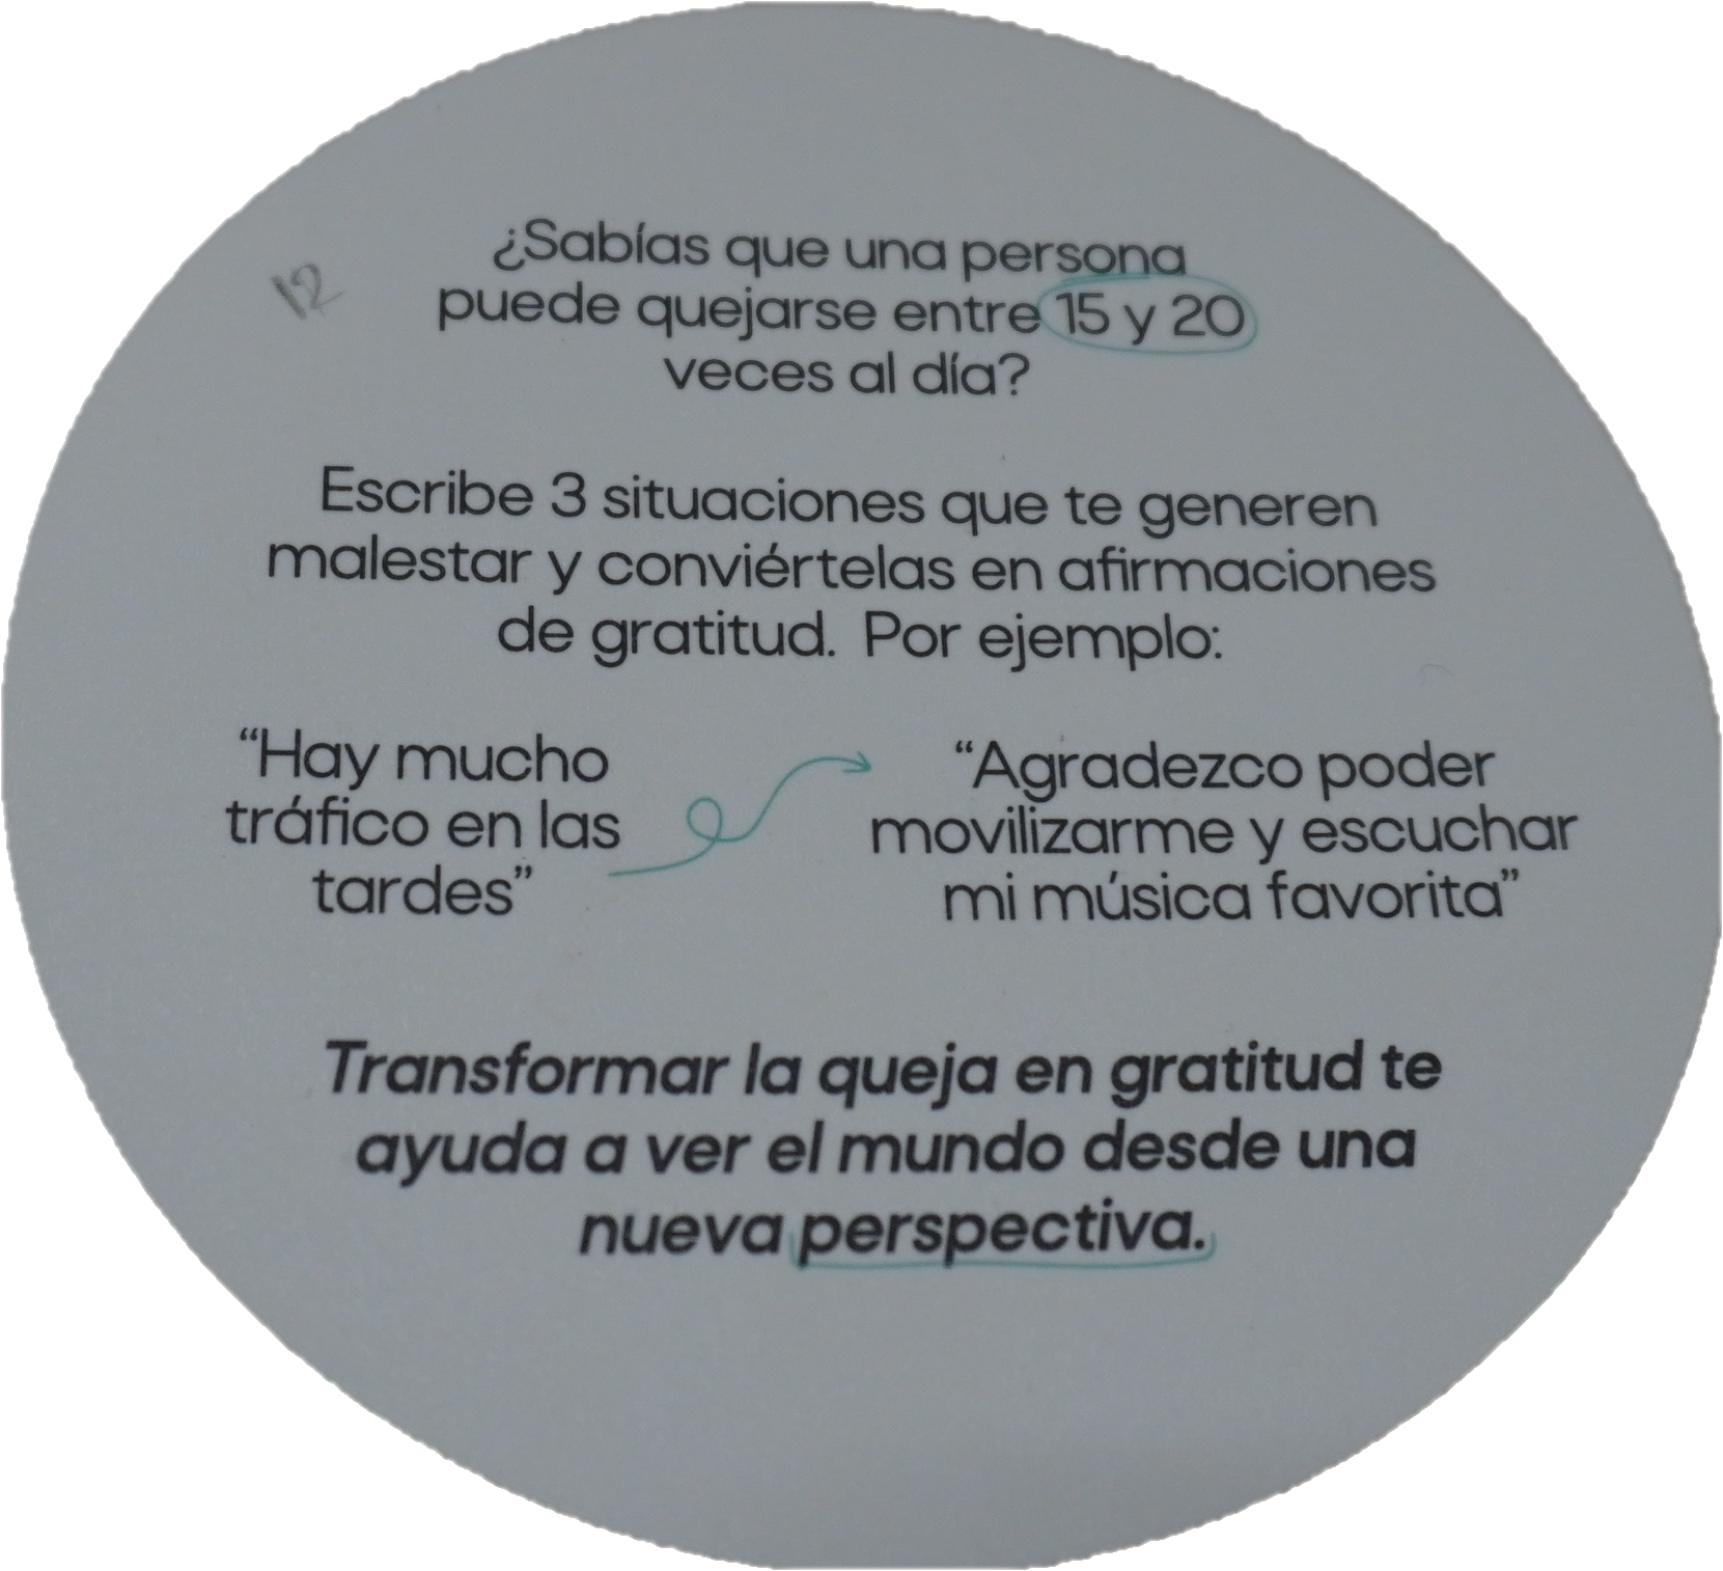 12
¿Sabías que una persona
puede quejarse entre 15 y 20
veces al día?
Escribe 3 situaciones que te generen
malestar y conviértelas en afirmaciones
de gratitud. Por ejemplo:
“Hay mucho
tráfico en las
tardes”
“Agradezco poder
movilizarme y escuchar
mi música favorita”
Transformar la queja en gratitud te
ayuda a ver el mundo desde una
nueva perspectiva.